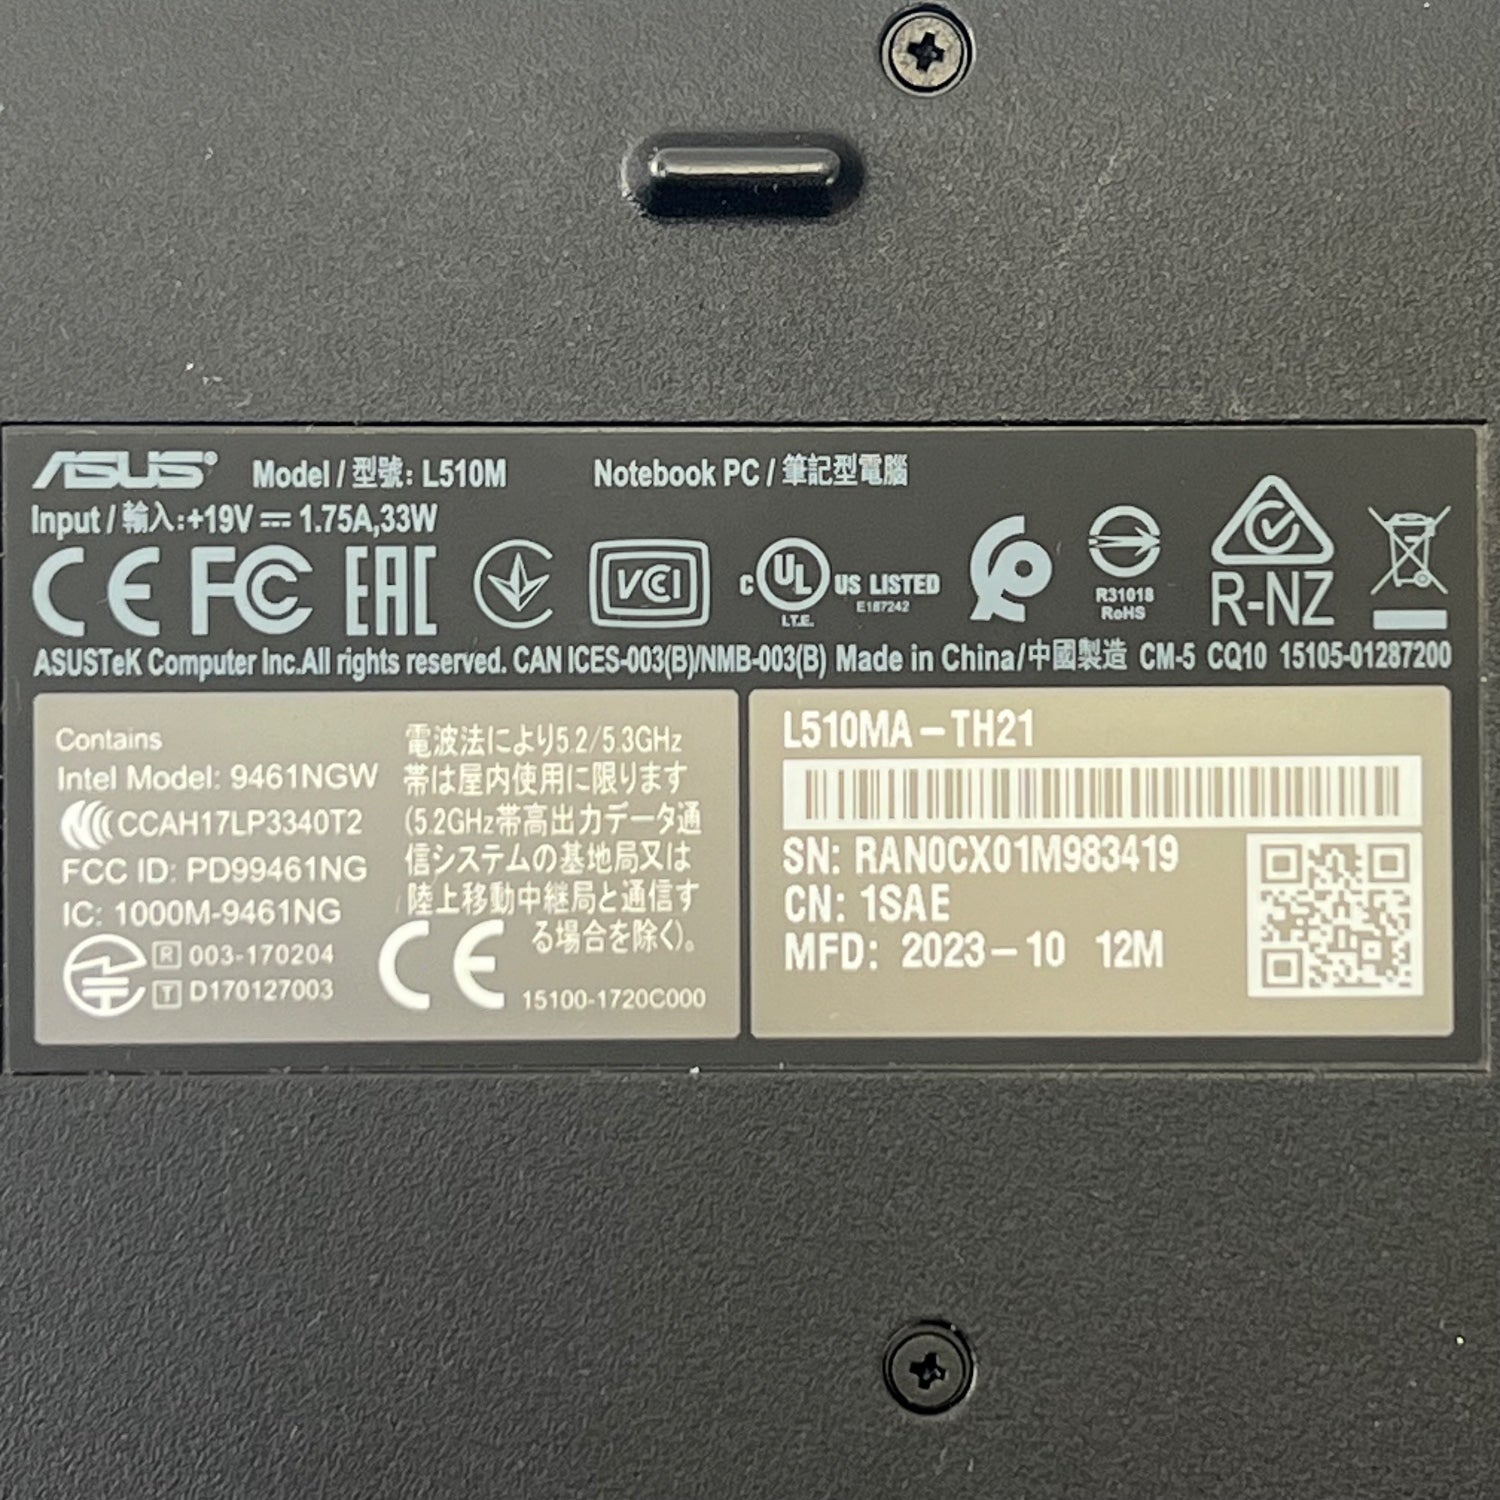 ASUS® Model / 型號: L510M Notebook PC / 筆記型電腦
Input / 輸入:+19V ⎓ 1.75A,33W
CE FC EAC VCI c UL US LISTED
I.T.E. E187242
R31018
RoHS
R-NZ
ASUSTeK Computer Inc.All rights reserved. CAN ICES-003(B)/NMB-003(B) Made in China/中國製造 CM-5 CQ10 15105-01287200
Contains
Intel Model: 9461NGW
CCAH17LP3340T2
FCC ID: PD99461NG
IC: 1000M-9461NG
R 003-170204
T D170127003
電波法により5.2/5.3GHz
帯は屋内使用に限ります
(5.2GHz帯高出力データ通
信システムの基地局又は
陸上移動中継局と通信す
る場合を除く)。
CE 15100-1720C000
L510MA-TH21
SN: RAN0CX01M983419
CN: 1SAE
MFD: 2023-10 12M